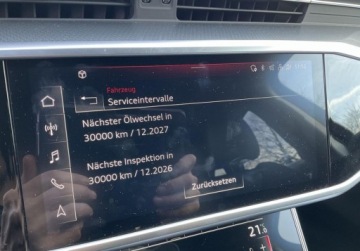 Fahrzeug
Serviceintervalle
Nächster Ölwechsel in
30000 km / 12.2027
Nächste Inspektion in
30000 km / 12.2026
Zurücksetzen